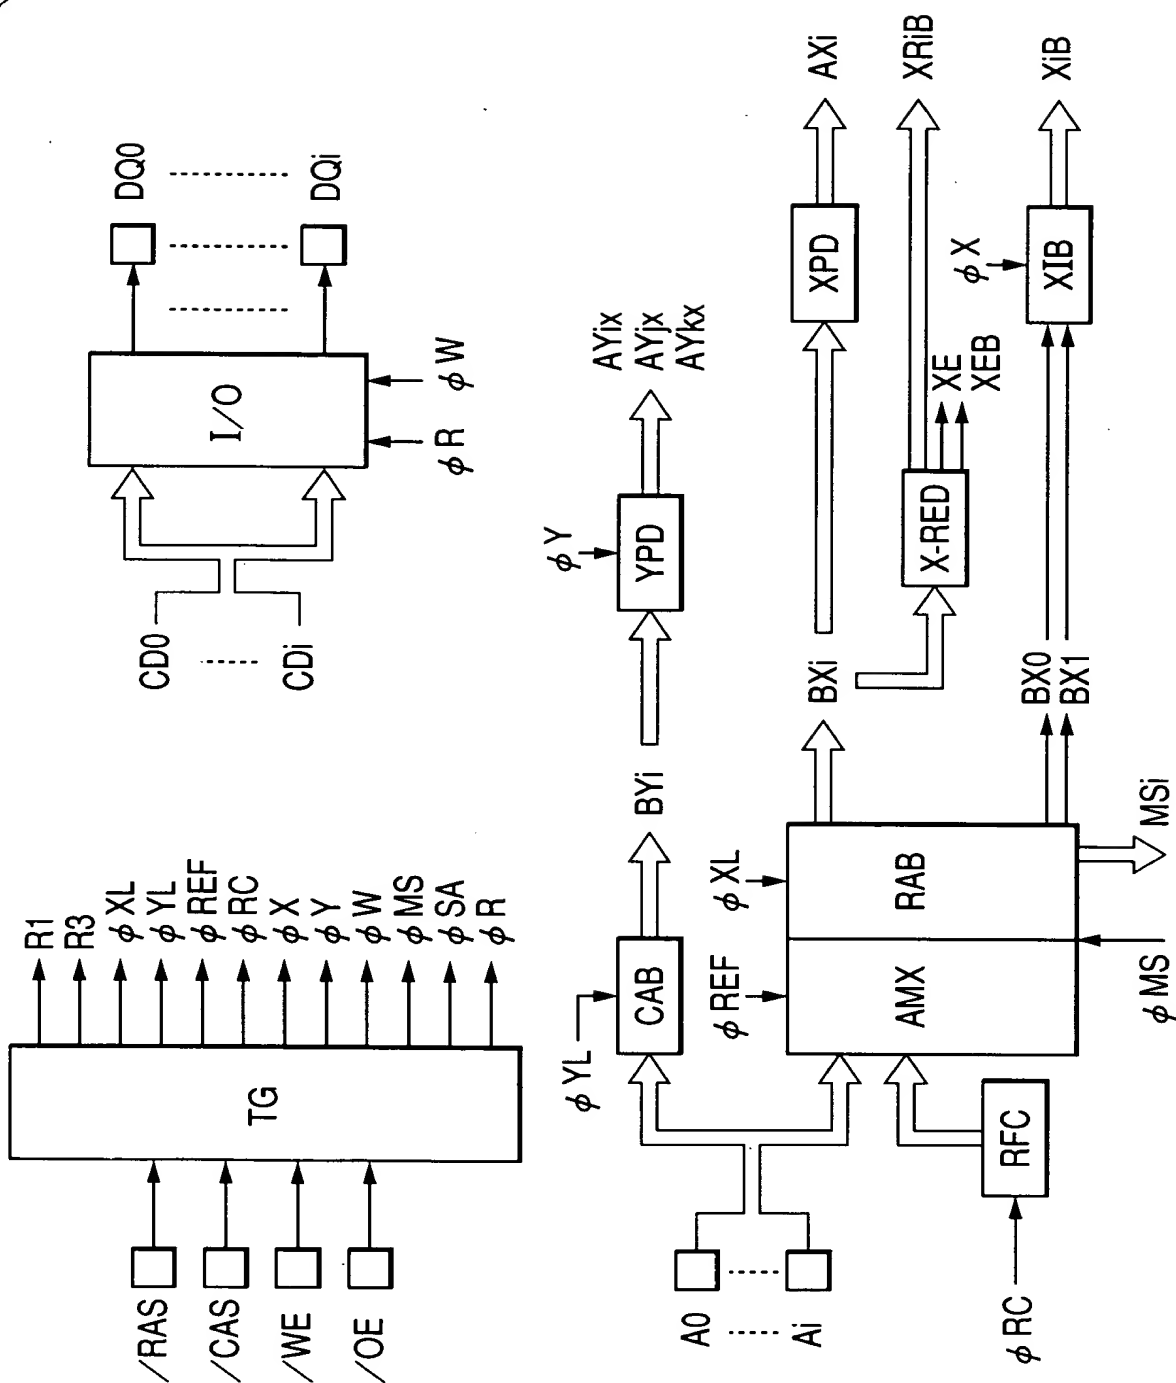 /RAS
/CAS
/WE
/OE
TG
R1
R3
φXL
φYL
φREF
φRC
φX
φY
φW
φMS
φSA
φR
CD0
CDi
I/O
φR
φW
DQ0
DQi
A0
Ai
φYL
CAB
BYi
φY
YPD
AYix
AYjx
AYkx
φRC
RFC
φREF
φXL
AMX
RAB
φMS
MSi
BXi
BX0
BX1
XPD
AXi
X-RED
XRiB
XE
XEB
φX
XIB
XiB